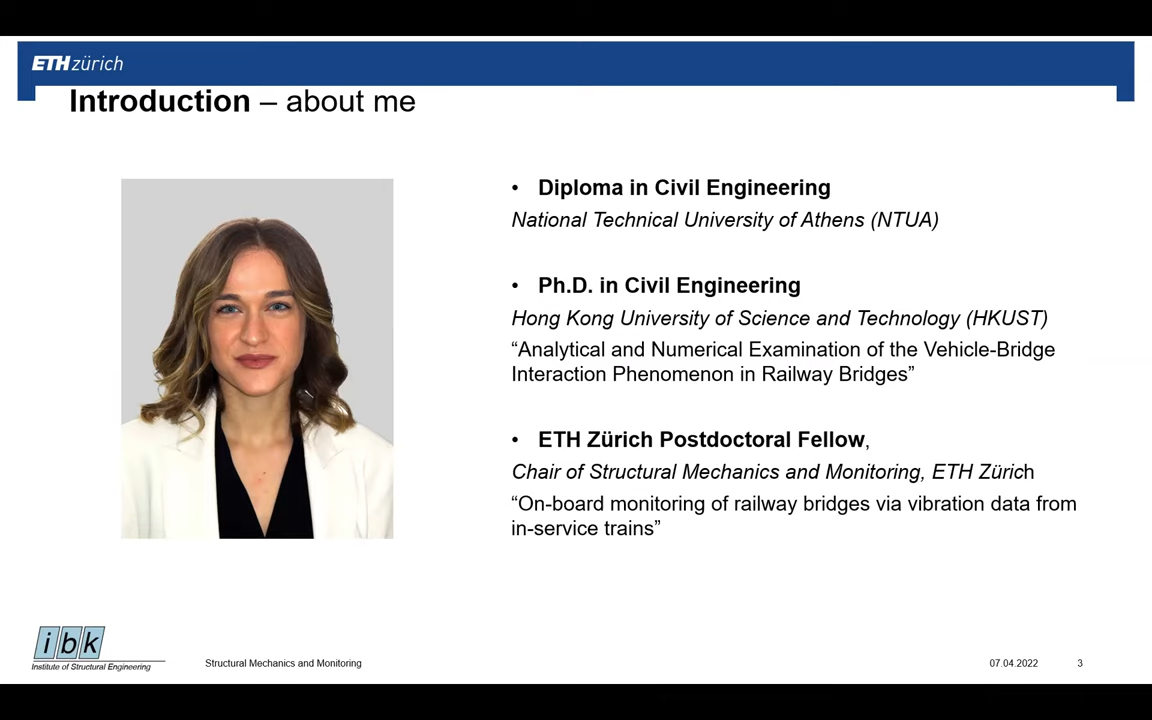 ETH zürich
Introduction – about me
• Diploma in Civil Engineering
National Technical University of Athens (NTUA)
• Ph.D. in Civil Engineering
Hong Kong University of Science and Technology (HKUST)
“Analytical and Numerical Examination of the Vehicle-Bridge
Interaction Phenomenon in Railway Bridges”
• ETH Zürich Postdoctoral Fellow,
Chair of Structural Mechanics and Monitoring, ETH Zürich
“On-board monitoring of railway bridges via vibration data from
in-service trains”
ibk
Institute of Structural Engineering
Structural Mechanics and Monitoring
07.04.2022
3